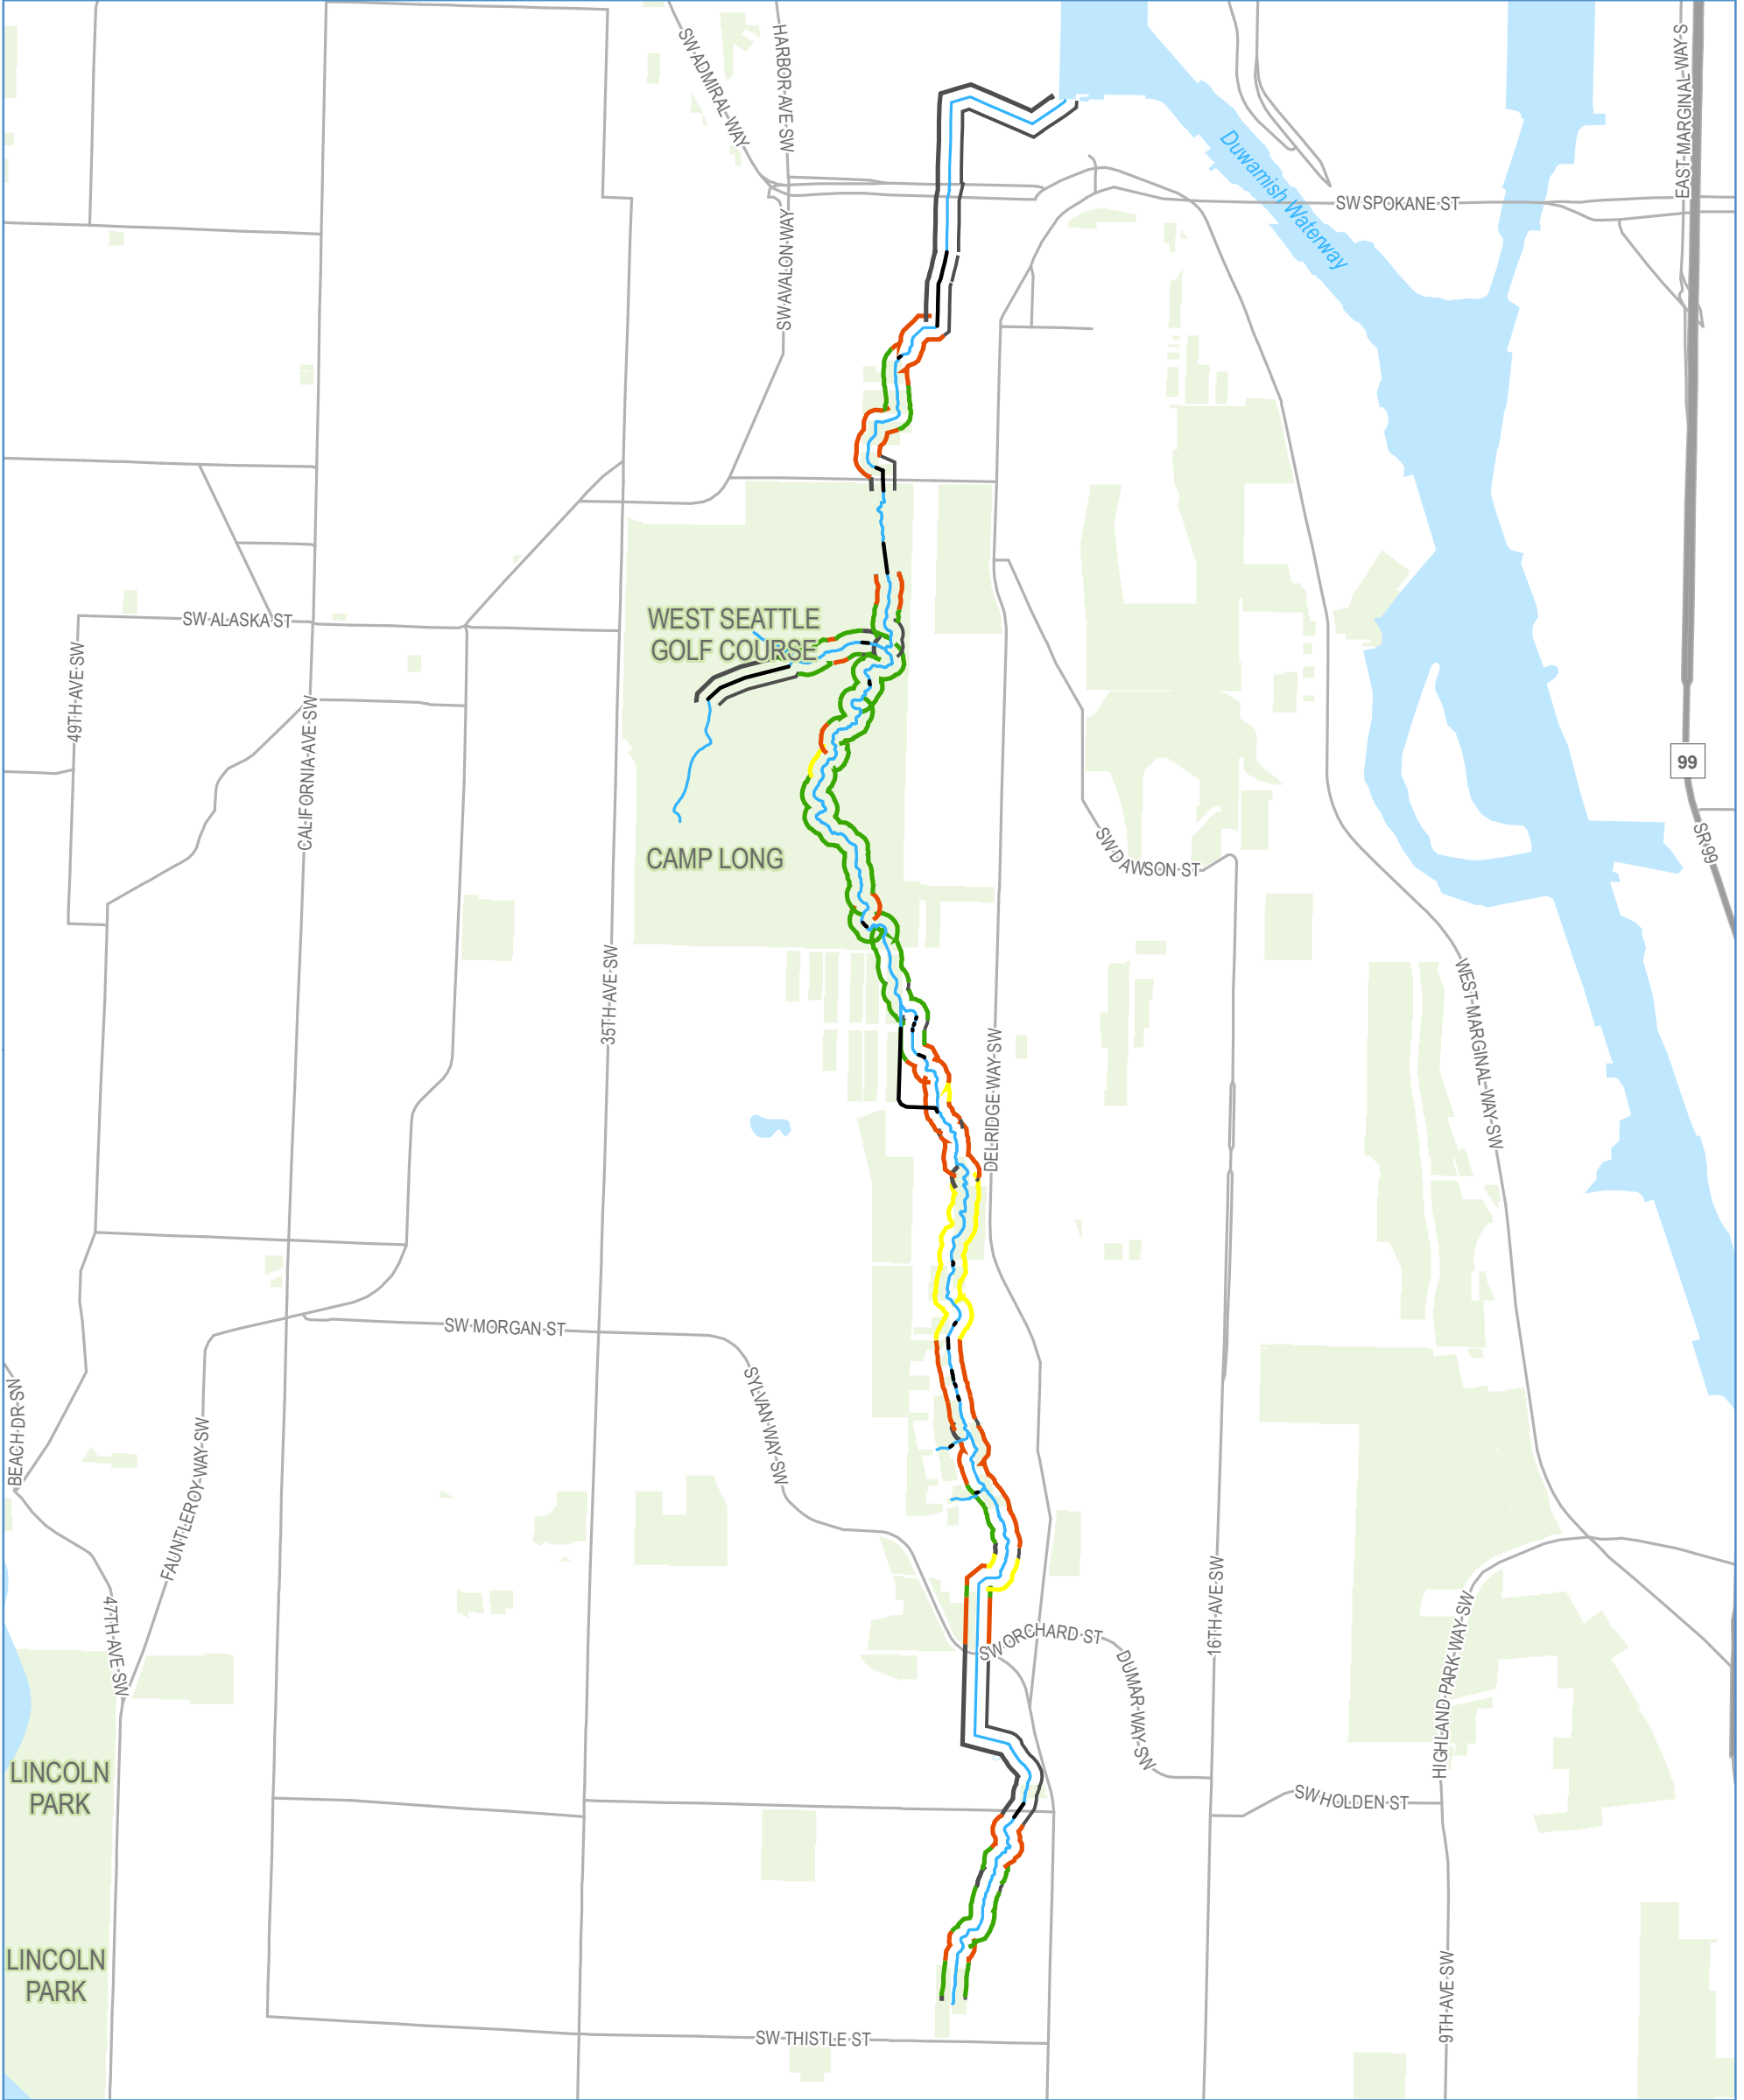 SW ADMIRAL WAY
HARBOR AVE SW
EAST MARGINAL WAY S
Duwamish Waterway
SW SPOKANE ST
SW AVALON WAY
WEST SEATTLE
GOLF COURSE
SW ALASKA ST
49TH AVE SW
CALIFORNIA AVE SW
99
SR 99
CAMP LONG
SW DAWSON ST
35TH AVE SW
WEST MARGINAL WAY SW
DELRIDGE WAY SW
SW MORGAN ST
SYLVAN WAY SW
BEACH DR SW
FAUNTLEROY WAY SW
47TH AVE SW
16TH AVE SW
SW ORCHARD ST
DUMAR WAY SW
HIGHLAND PARK WAY SW
LINCOLN
PARK
SW HOLDEN ST
LINCOLN
PARK
9TH AVE SW
SW THISTLE ST